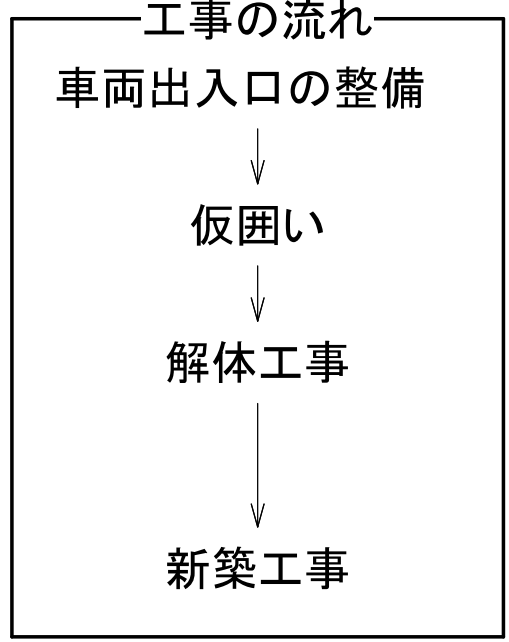 工事の流れ
車両出入口の整備
仮囲い
解体工事
新築工事